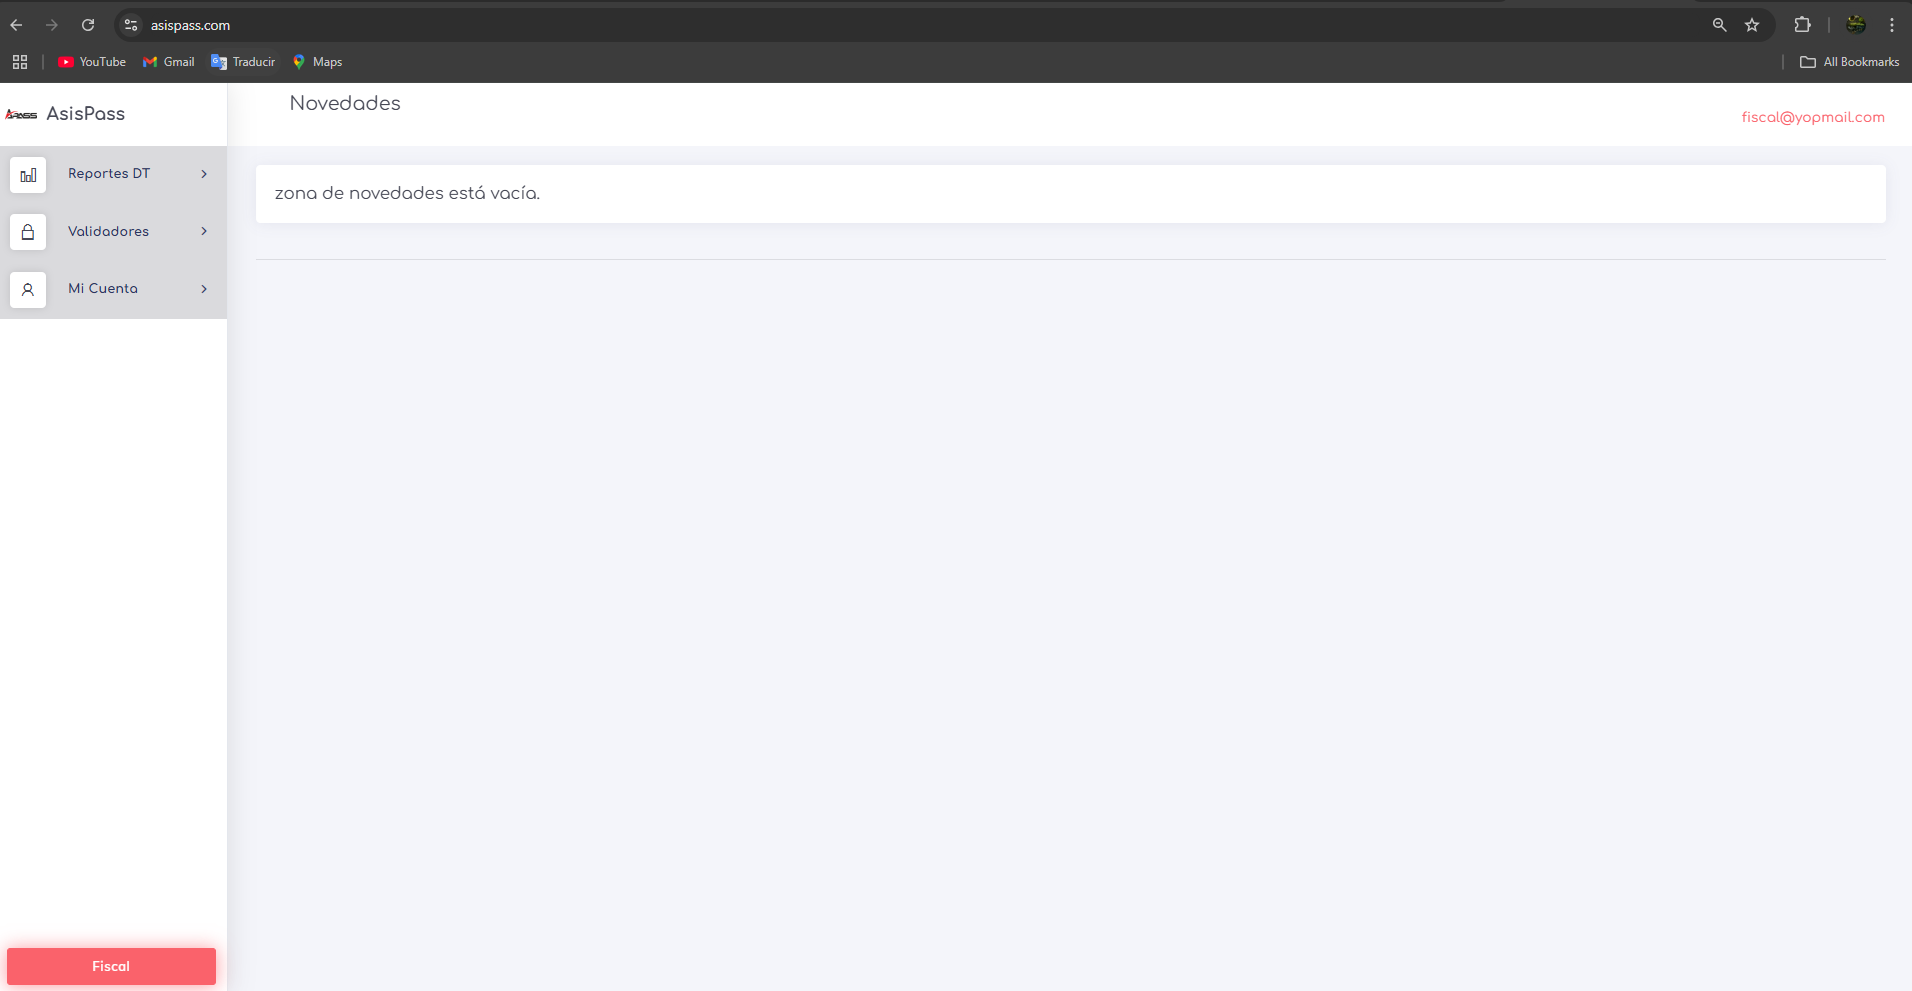 asispass.com
YouTube
Gmail
Traducir
Maps
All Bookmarks
AsisPass
Novedades
fiscal@yopmail.com
Reportes DT
Validadores
Mi Cuenta
zona de novedades está vacía.
Fiscal